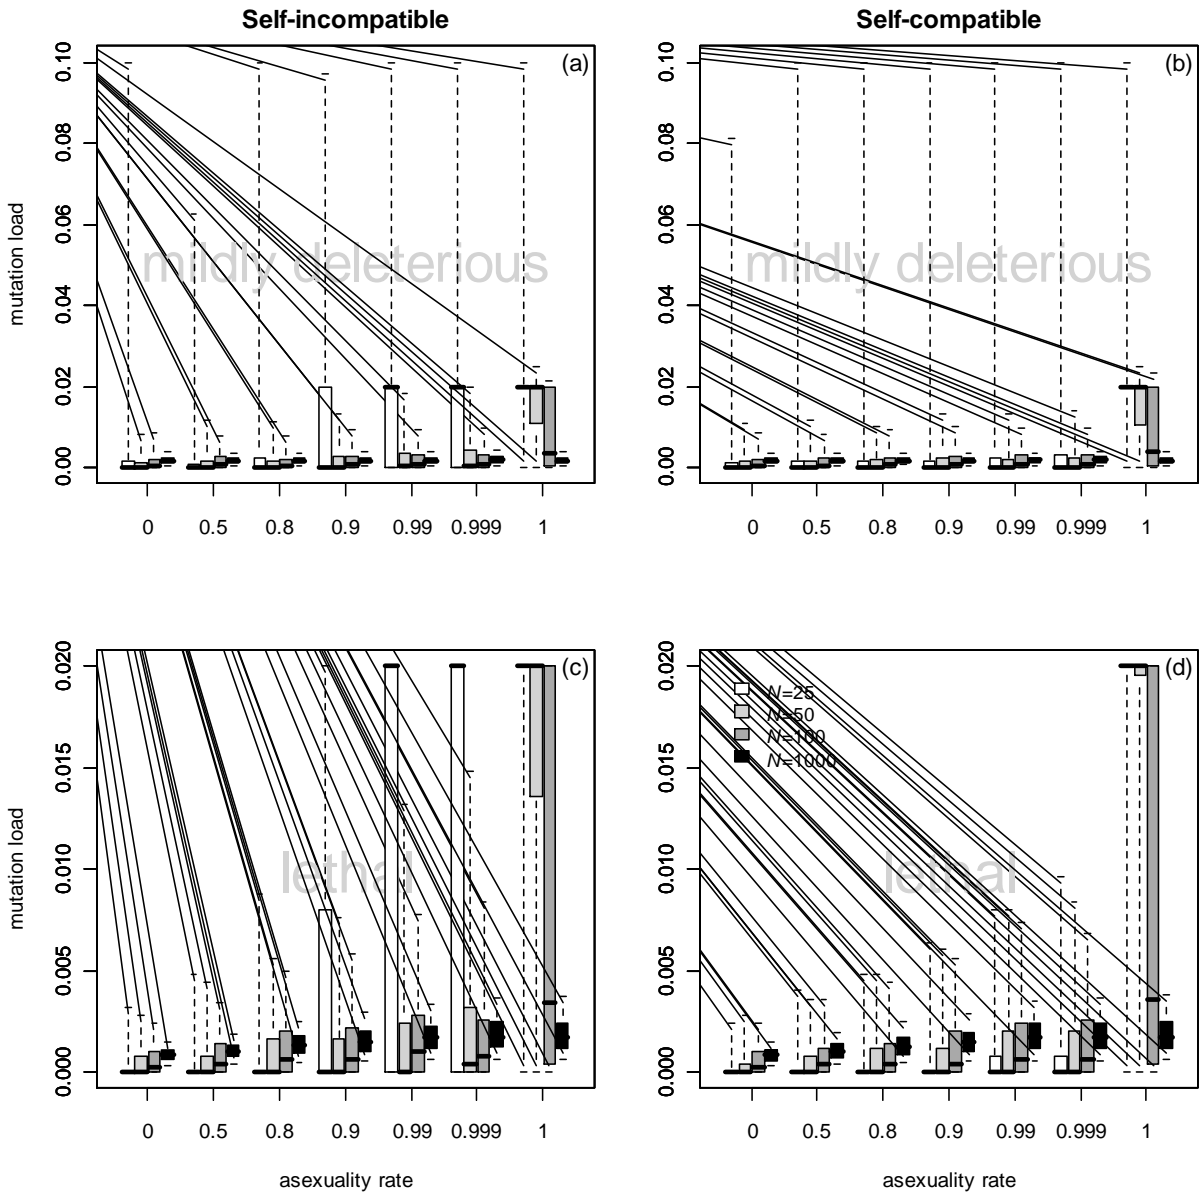 Self-incompatible
Self-compatible
(a)
mutation load
0.00 0.02 0.04 0.06 0.08 0.10
mildly deleterious
0 0.5 0.8 0.9 0.99 0.999 1
(b)
0.00 0.02 0.04 0.06 0.08 0.10
mildly deleterious
0 0.5 0.8 0.9 0.99 0.999 1
(c)
mutation load
0.000 0.005 0.010 0.015 0.020
lethal
0 0.5 0.8 0.9 0.99 0.999 1
asexuality rate
(d)
0.000 0.005 0.010 0.015 0.020
N=25
N=50
N=100
N=1000
lethal
0 0.5 0.8 0.9 0.99 0.999 1
asexuality rate